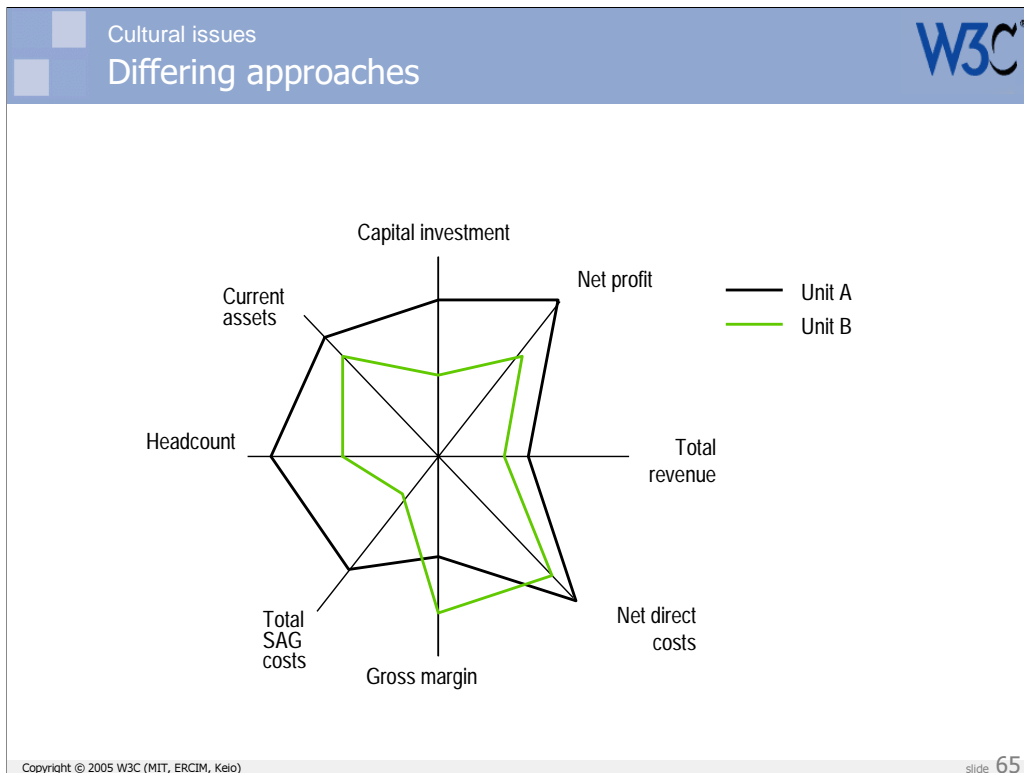 Cultural issues
Differing approaches
W3C®
Capital investment
Net profit
Current
assets
Unit A
Unit B
Headcount
Total
revenue
Total
SAG
costs
Net direct
costs
Gross margin
Copyright © 2005 W3C (MIT, ERCIM, Keio)
slide 65